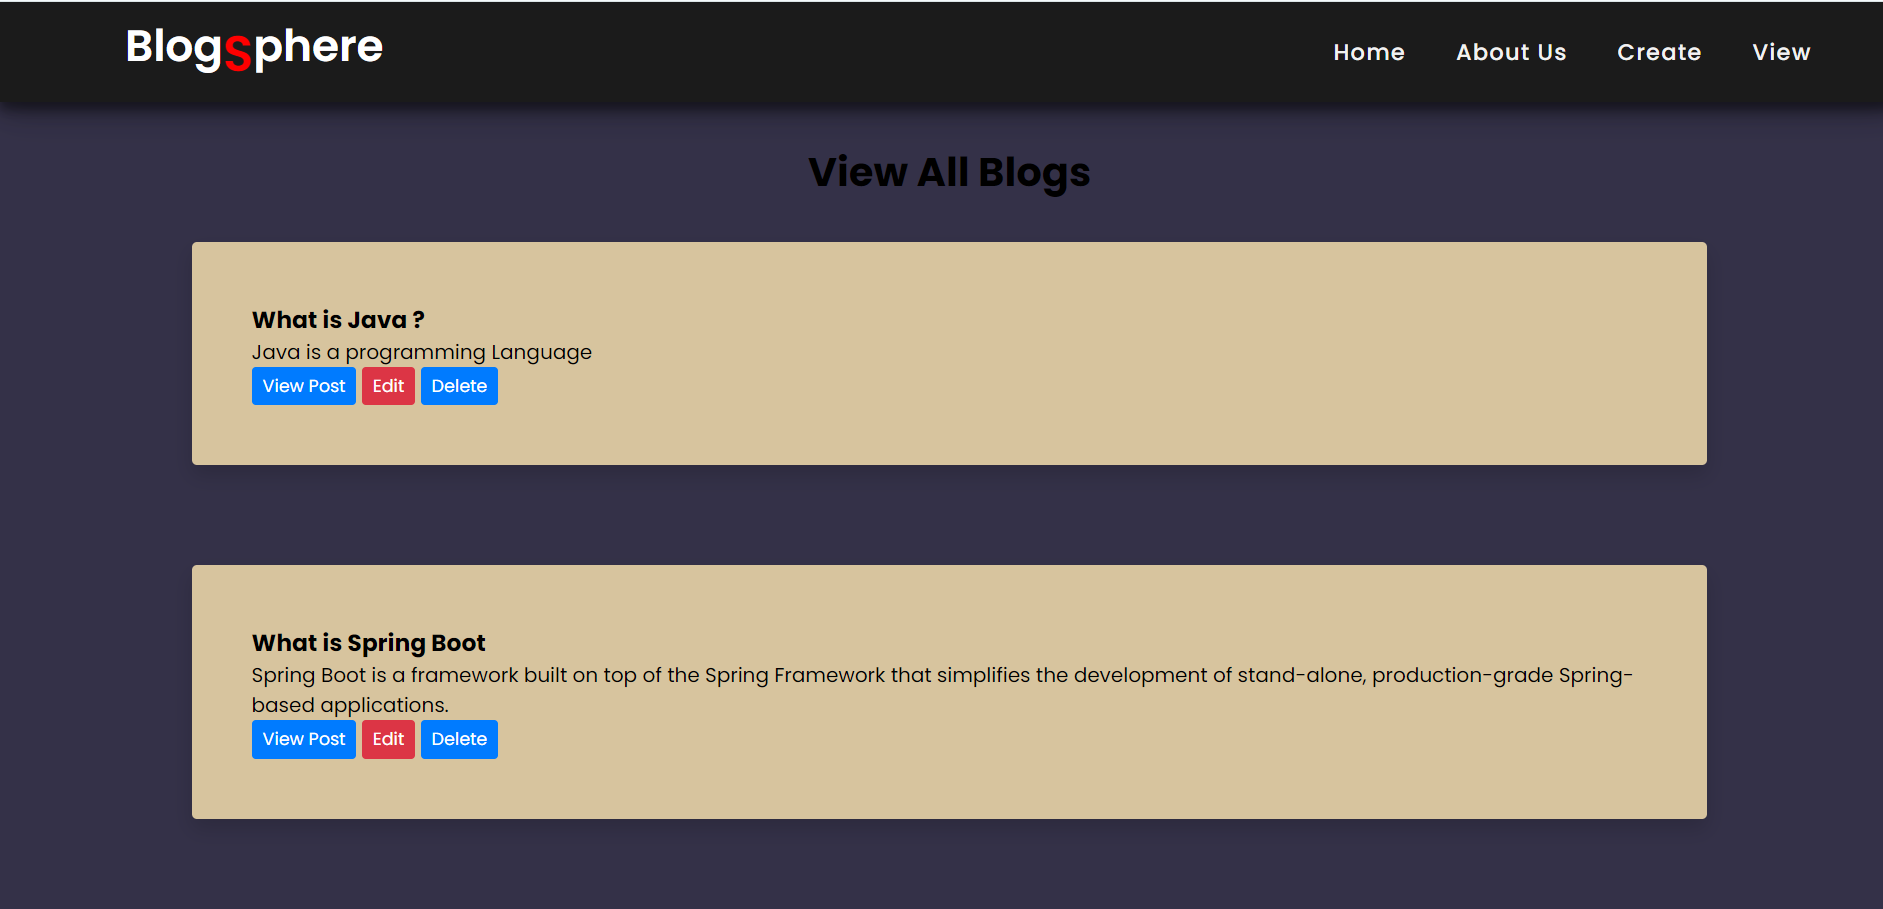 BlogSphere
Home About Us Create View
View All Blogs
What is Java ?
Java is a programming Language
View Post Edit Delete
What is Spring Boot
Spring Boot is a framework built on top of the Spring Framework that simplifies the development of stand-alone, production-grade Spring-
based applications.
View Post Edit Delete